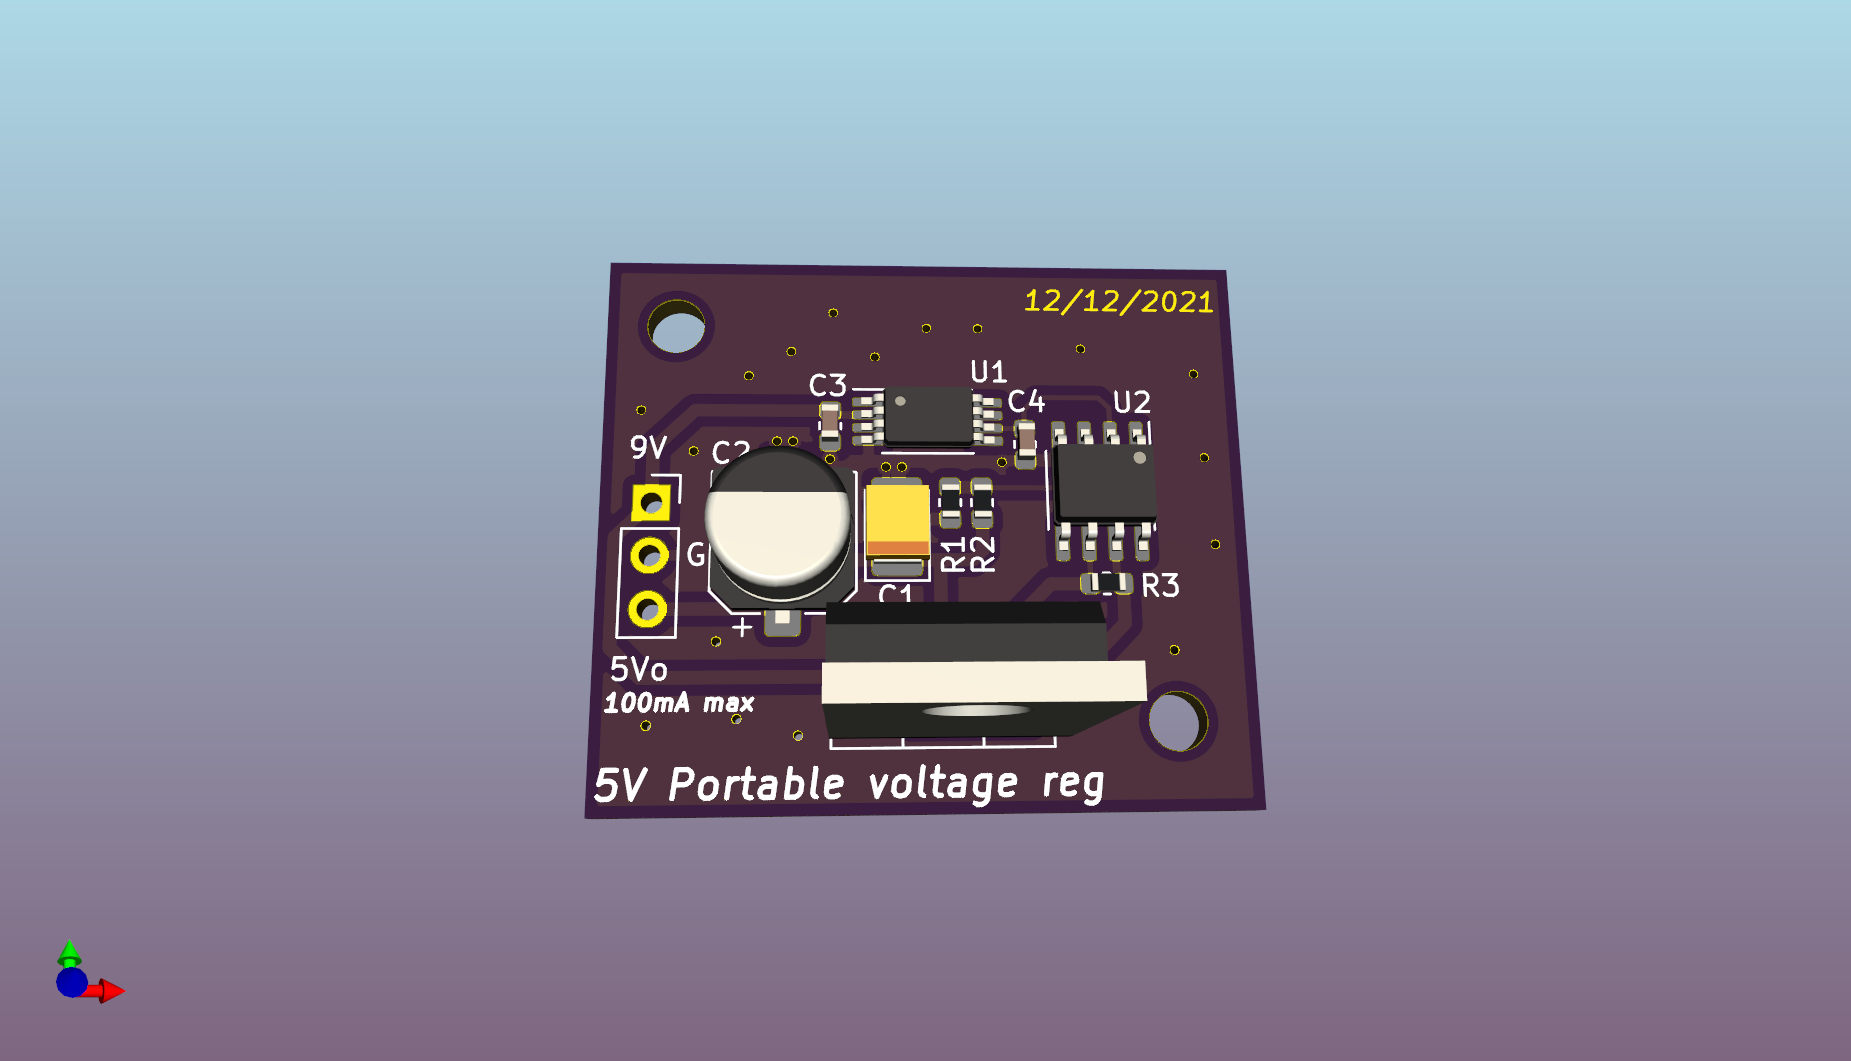 12/12/2021
U1
C3
C4
U2
9V
C2
G
R1
R2
R3
C1
+
5Vo
100mA max
5V Portable voltage reg